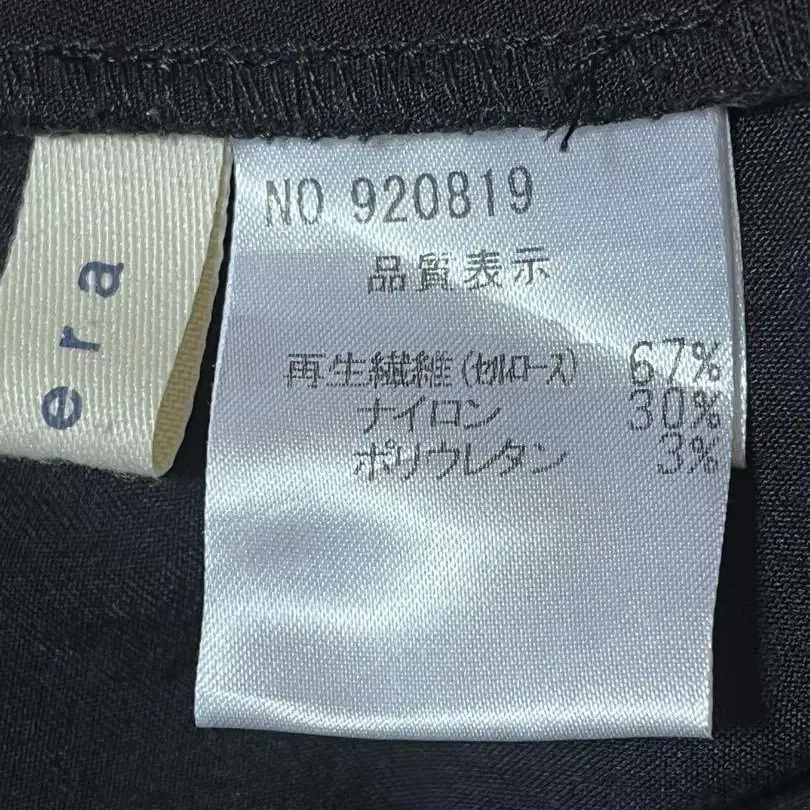 era
NO 920819
品質表示
再生繊維(ｾﾙﾛｰｽ) 67%
ナイロン 30%
ポリウレタン 3%